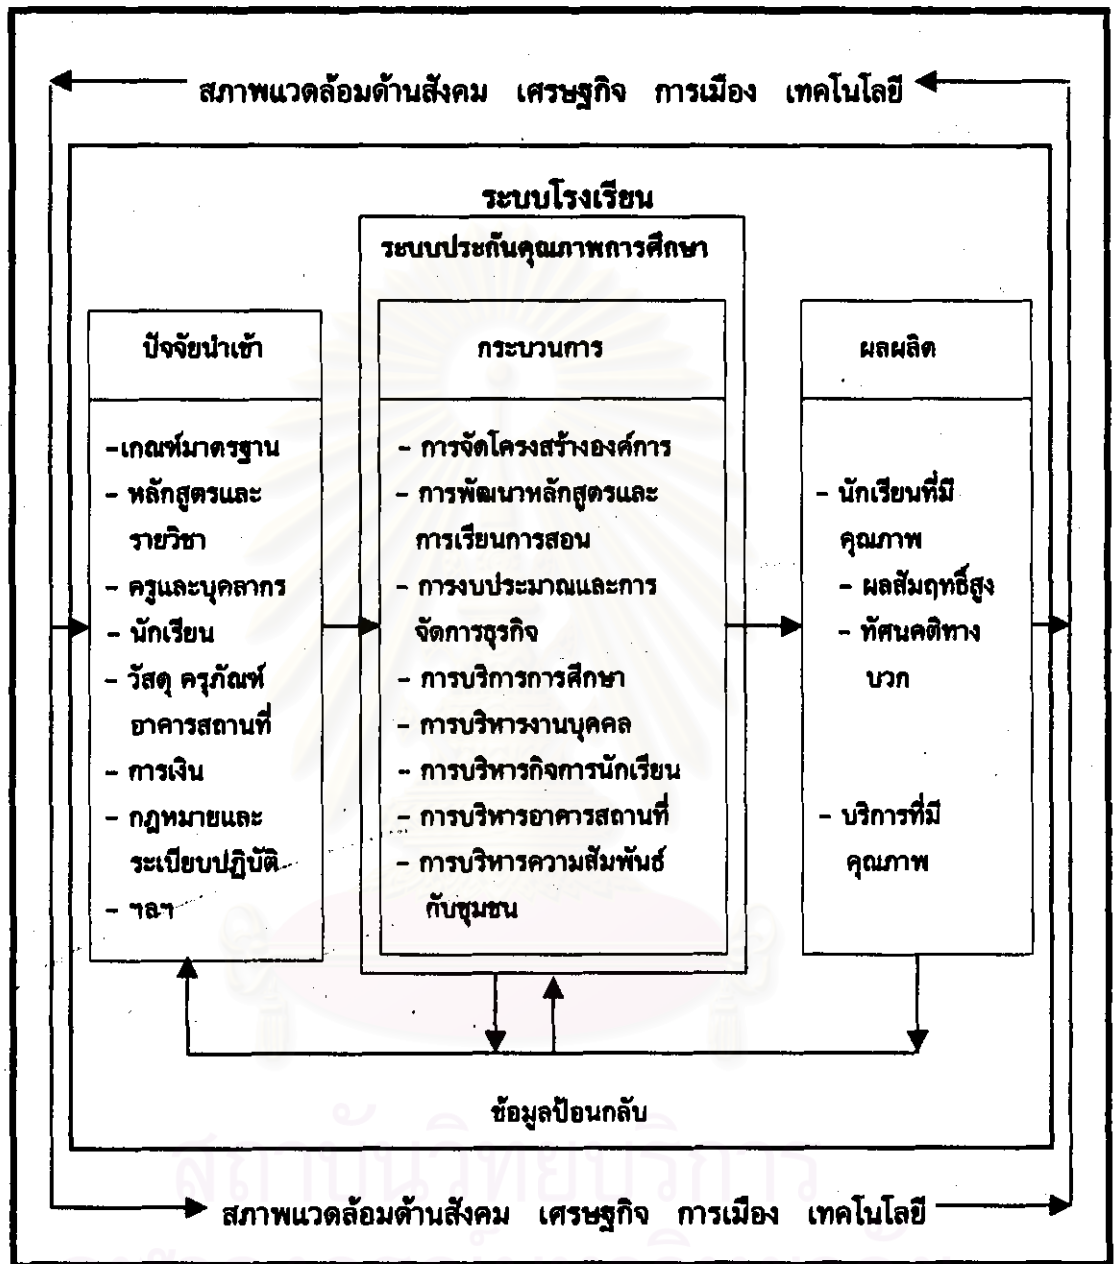 สภาพแวดล้อมด้านสังคม เศรษฐกิจ การเมือง เทคโนโลยี
ระบบโรงเรียน
ระบบประกันคุณภาพการศึกษา
ปัจจัยนำเข้า
-เกณฑ์มาตรฐาน
- หลักสูตรและ
รายวิชา
- ครูและบุคลากร
- นักเรียน
- วัสดุ ครุภัณฑ์
อาคารสถานที่
- การเงิน
- กฎหมายและ
ระเบียบปฏิบัติ
- ฯลฯ
กระบวนการ
- การจัดโครงสร้างองค์การ
- การพัฒนาหลักสูตรและ
การเรียนการสอน
- การงบประมาณและการ
จัดการธุรกิจ
- การบริการการศึกษา
- การบริหารงานบุคคล
- การบริหารกิจการนักเรียน
- การบริหารอาคารสถานที่
- การบริหารความสัมพันธ์
กับชุมชน
ผลผลิต
- นักเรียนที่มี
คุณภาพ
- ผลสัมฤทธิ์สูง
- ทัศนคติทาง
บวก
- บริการที่มี
คุณภาพ
ข้อมูลป้อนกลับ
สถาบันวิทยบริการ
สภาพแวดล้อมด้านสังคม เศรษฐกิจ การเมือง เทคโนโลยี